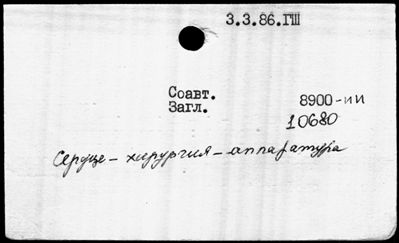 3.3.86.ГШ
Соавт.
Загл.
8900-ии
10680
Сердце - хирургия - аппаратура